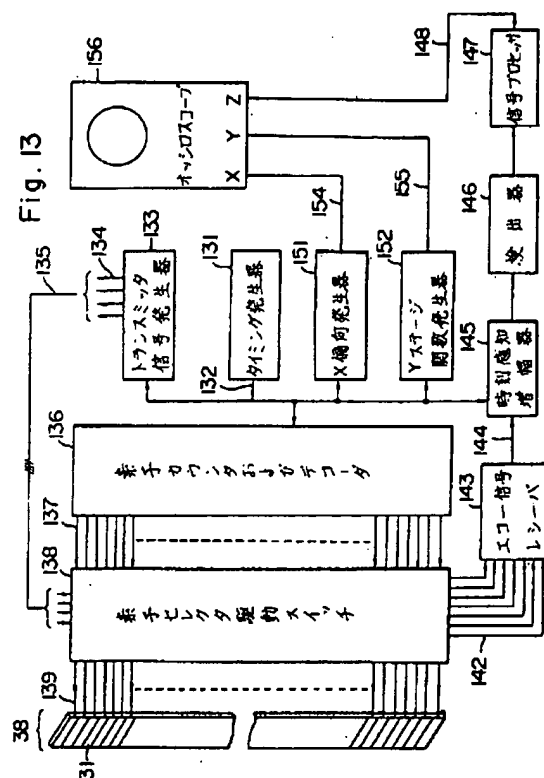 Fig. 13
38
31
139
138
137
136
135
134
133
132
131
素子セレクタ駆動スイッチ
素子カウンタおよびデコーダ
トランスミッタ
信号発生器
タイミング発生器
151
X偏向発生器
152
Yステージ
関数発生器
154
155
156
オッシロスコープ
X Y Z
142
143
エコー信号
レシーバ
144
145
時刻感知
増幅器
146
検出器
147
信号プロセッサ
148